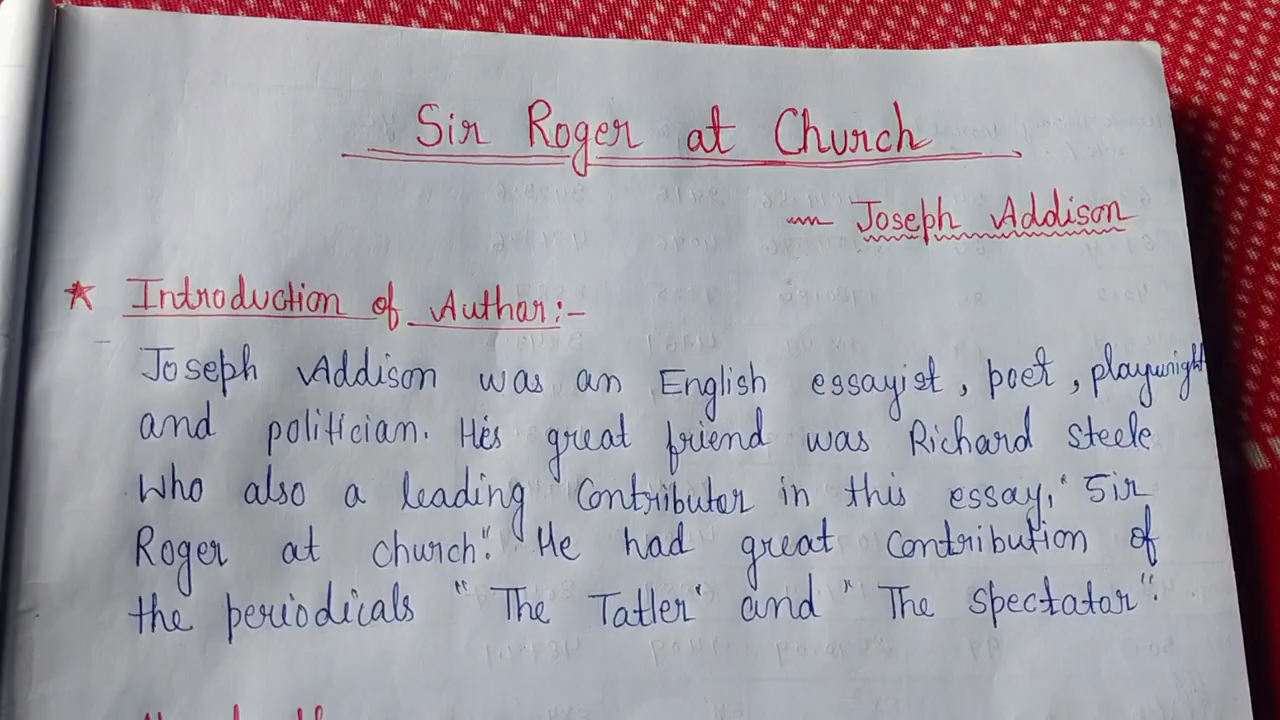 Sir Roger at Church
— Joseph Addison
★ Introduction of Authar:-
Joseph Addison was an English essayist, poet, playwright
and politician. His great friend was Richard Steele
who also a leading contributer in this essay, "Sir
Roger at church". He had great contribution of
the periodicals "The Tatler" and "The Spectatar".